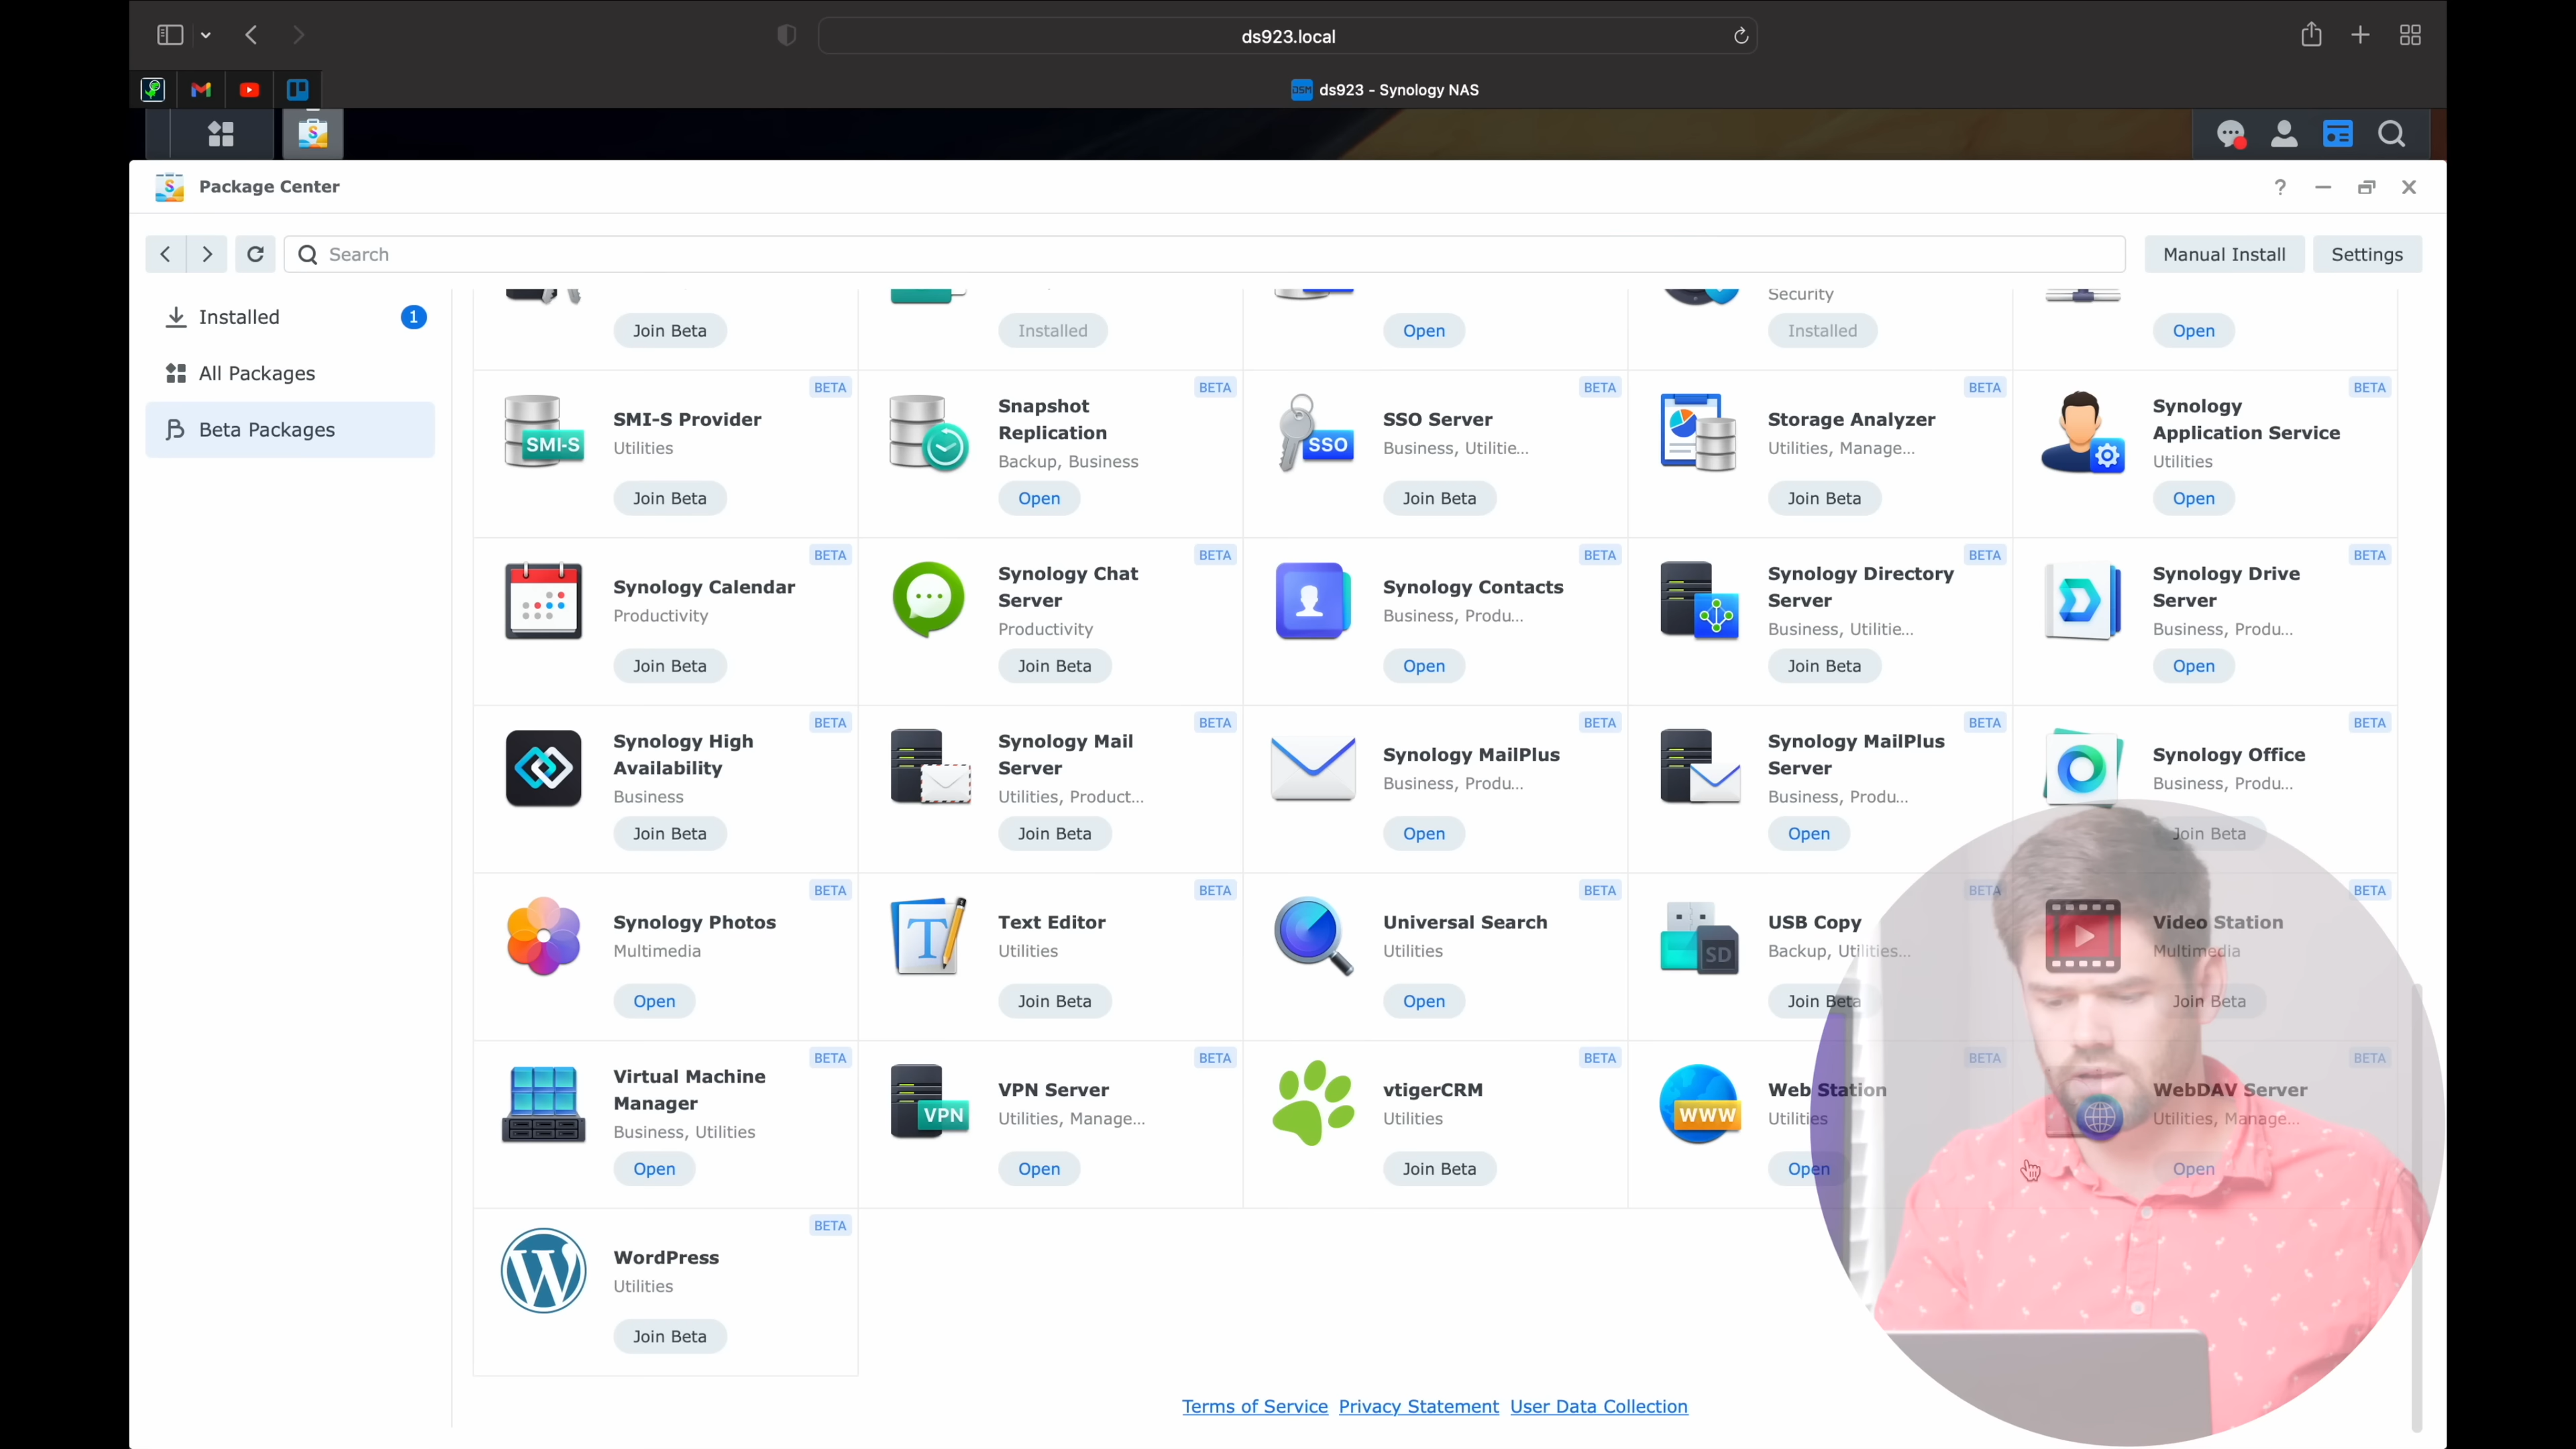 ds923.local
DSM ds923 - Synology NAS
Package Center
Search
Manual Install
Settings
Installed
1
All Packages
Beta Packages
Join Beta
Installed
Open
Security
Installed
Open
BETA
SMI-S
SMI-S Provider
Utilities
Join Beta
BETA
Snapshot
Replication
Backup, Business
Open
BETA
SSO
SSO Server
Business, Utilitie...
Join Beta
BETA
Storage Analyzer
Utilities, Manage...
Join Beta
BETA
Synology
Application Service
Utilities
Open
BETA
Synology Calendar
Productivity
Join Beta
BETA
Synology Chat
Server
Productivity
Join Beta
BETA
Synology Contacts
Business, Produ...
Open
BETA
Synology Directory
Server
Business, Utilitie...
Join Beta
BETA
Synology Drive
Server
Business, Produ...
Open
BETA
Synology High
Availability
Business
Join Beta
BETA
Synology Mail
Server
Utilities, Product...
Join Beta
BETA
Synology MailPlus
Business, Produ...
Open
BETA
Synology MailPlus
Server
Business, Produ...
Open
BETA
Synology Office
Business, Produ...
Join Beta
BETA
Synology Photos
Multimedia
Open
BETA
T
Text Editor
Utilities
Join Beta
BETA
Universal Search
Utilities
Open
BETA
SD
USB Copy
Backup, Utilities...
Join Beta
BETA
Video Station
Multimedia
Join Beta
BETA
Virtual Machine
Manager
Business, Utilities
Open
BETA
VPN
VPN Server
Utilities, Manage...
Open
BETA
vtigerCRM
Utilities
Join Beta
BETA
WWW
Web Station
Utilities
Open
BETA
WebDAV Server
Utilities, Manage...
Open
BETA
WordPress
Utilities
Join Beta
Terms of Service Privacy Statement User Data Collection